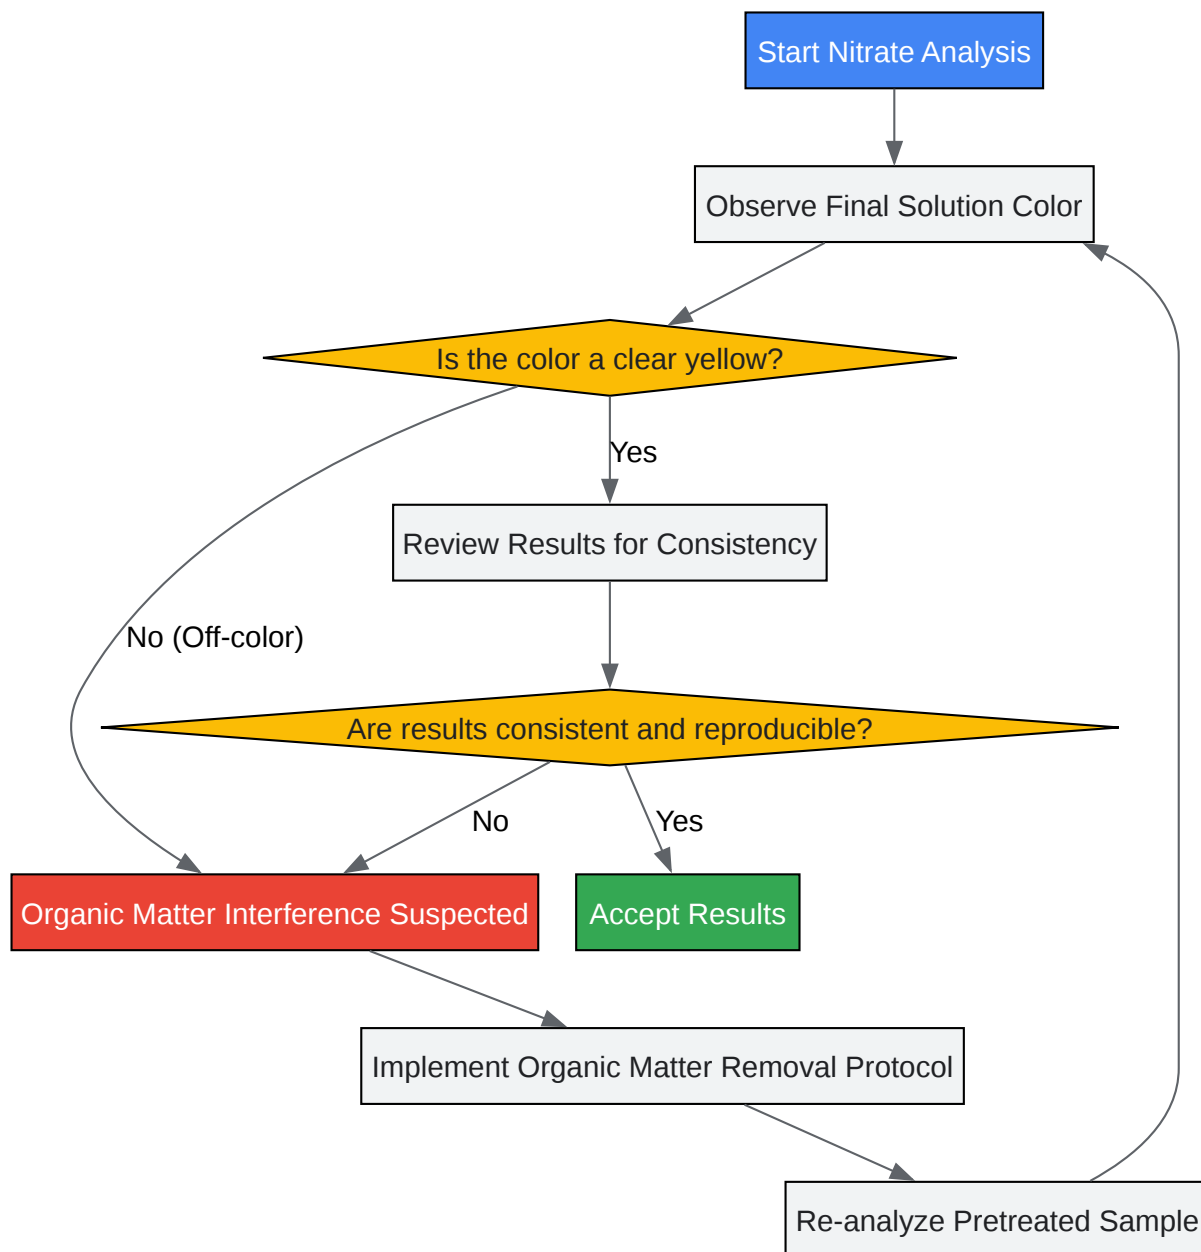 Start Nitrate Analysis
Observe Final Solution Color
Is the color a clear yellow?
Yes
Review Results for Consistency
No (Off-color)
Are results consistent and reproducible?
No
Yes
Organic Matter Interference Suspected
Accept Results
Implement Organic Matter Removal Protocol
Re-analyze Pretreated Sample